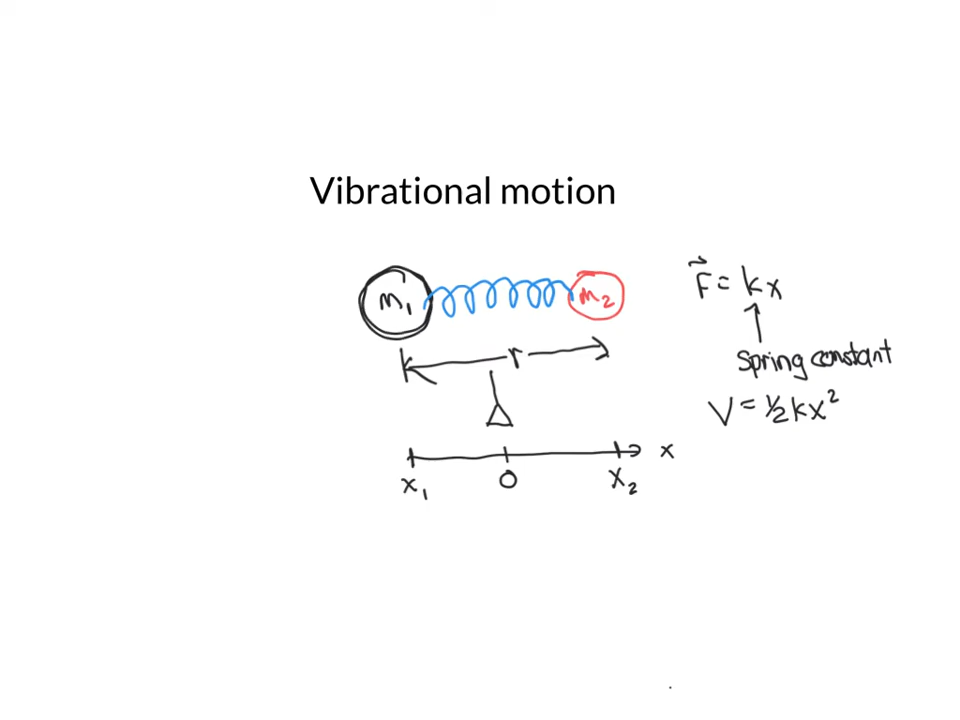 Vibrational motion
m₁ m₂ F⃗ = kx
r
Spring constant
V = ½kx²
x
x₁ 0 x₂